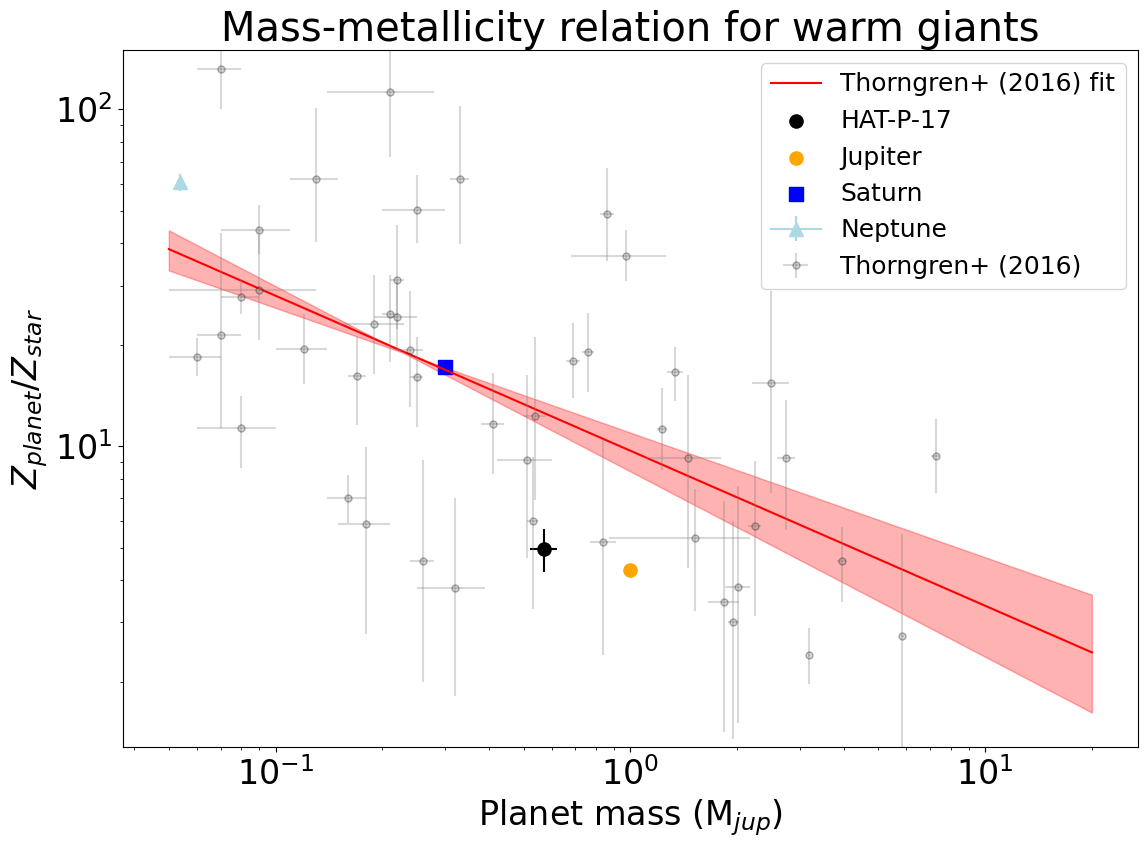 Mass-metallicity relation for warm giants
Thorngren+ (2016) fit
HAT-P-17
Jupiter
Saturn
Neptune
Thorngren+ (2016)
10²
10¹
Z_planet/Z_star
10⁻¹ 10⁰ 10¹
Planet mass (M_jup)